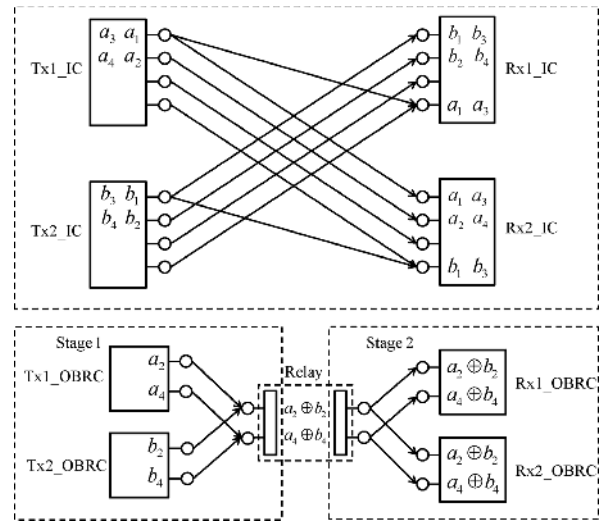 Tx1_IC
a₃ a₁
a₄ a₂
b₁ b₃
b₂ b₄
a₁ a₃
Rx1_IC
Tx2_IC
b₃ b₁
b₄ b₂
a₁ a₃
a₂ a₄
b₁ b₃
Rx2_IC
Stage 1
Tx1_OBRC
a₂
a₄
Tx2_OBRC
b₂
b₄
Relay
a₂⊕b₂
a₄⊕b₄
Stage 2
a₂⊕b₂
a₄⊕b₄
Rx1_OBRC
a₂⊕b₂
a₄⊕b₄
Rx2_OBRC